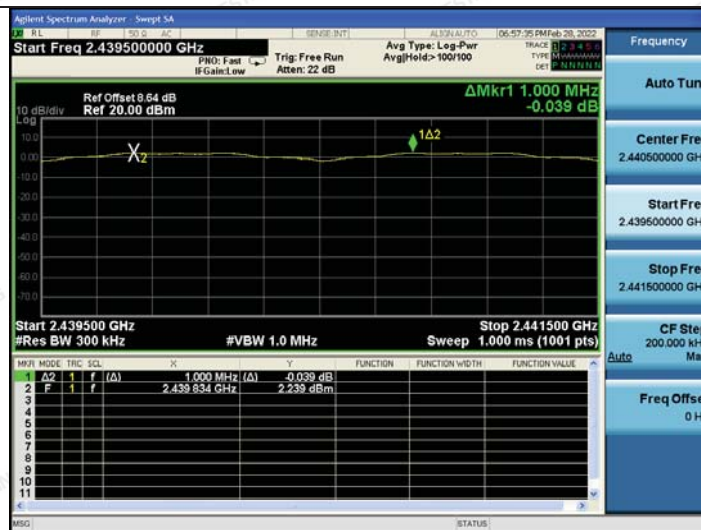 Agilent Spectrum Analyzer - Swept SA
RL RF 50 Ω AC SENSE:INT ALIGN AUTO 06:57:35 PM Feb 28, 2022
Start Freq 2.439500000 GHz
PNO: Fast
IFGain:Low
Trig: Free Run
Atten: 22 dB
Avg Type: Log-Pwr
Avg|Hold:> 100/100
TRACE 1 2 3 4 5 6
TYPE M
DET P N N N N N
ΔMkr1 1.000 MHz
-0.039 dB
Ref Offset 8.64 dB
Ref 20.00 dBm
10 dB/div
Log
10.0
0.00
-10.0
-20.0
-30.0
-40.0
-50.0
-60.0
-70.0
X2
1Δ2
Start 2.439500 GHz Stop 2.441500 GHz
#Res BW 300 kHz #VBW 1.0 MHz Sweep 1.000 ms (1001 pts)
MKR MODE TRC SCL X Y FUNCTION FUNCTION WIDTH FUNCTION VALUE
1 Δ2 1 f (Δ) 1.000 MHz (Δ) -0.039 dB
2 F 1 f 2.439 834 GHz 2.239 dBm
3
4
5
6
7
8
9
10
11
MSG STATUS
Frequency
Auto Tun
Center Fre
2.440500000 GH
Start Fre
2.439500000 GH
Stop Fre
2.441500000 GH
CF Ste
200.000 kH
Auto Ma
Freq Offse
0 H